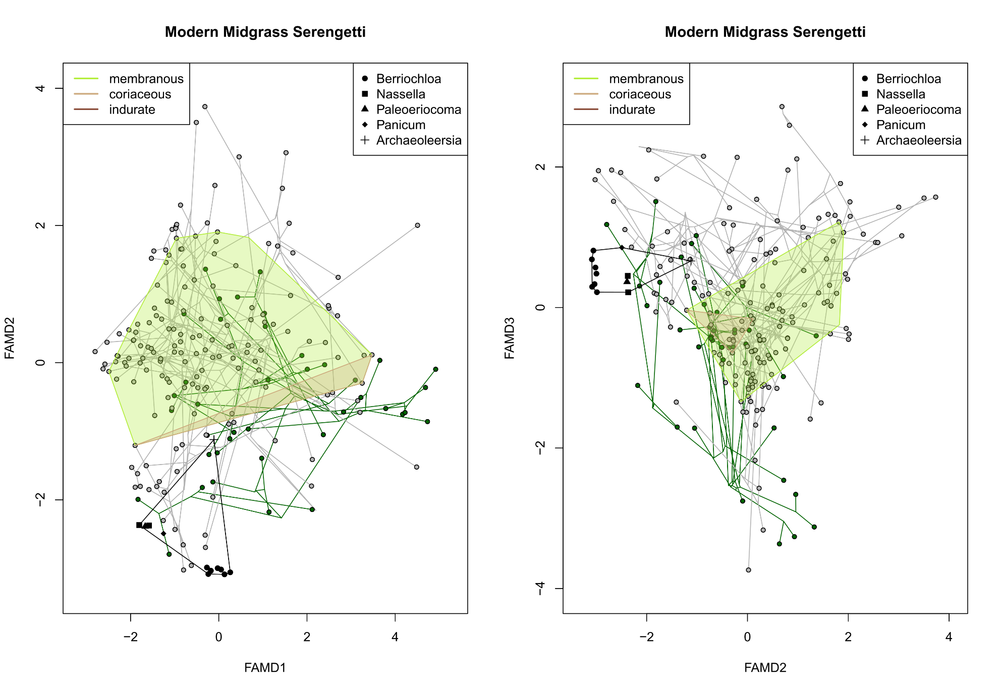 Modern Midgrass Serengetti
membranous
coriaceous
indurate
Berriochloa
Nassella
Paleoeriocoma
Panicum
Archaeoleersia
4
2
0
−2
FAMD2
−2
0
2
4
FAMD1
Modern Midgrass Serengetti
membranous
coriaceous
indurate
Berriochloa
Nassella
Paleoeriocoma
Panicum
Archaeoleersia
2
0
−2
−4
FAMD3
−2
0
2
4
FAMD2